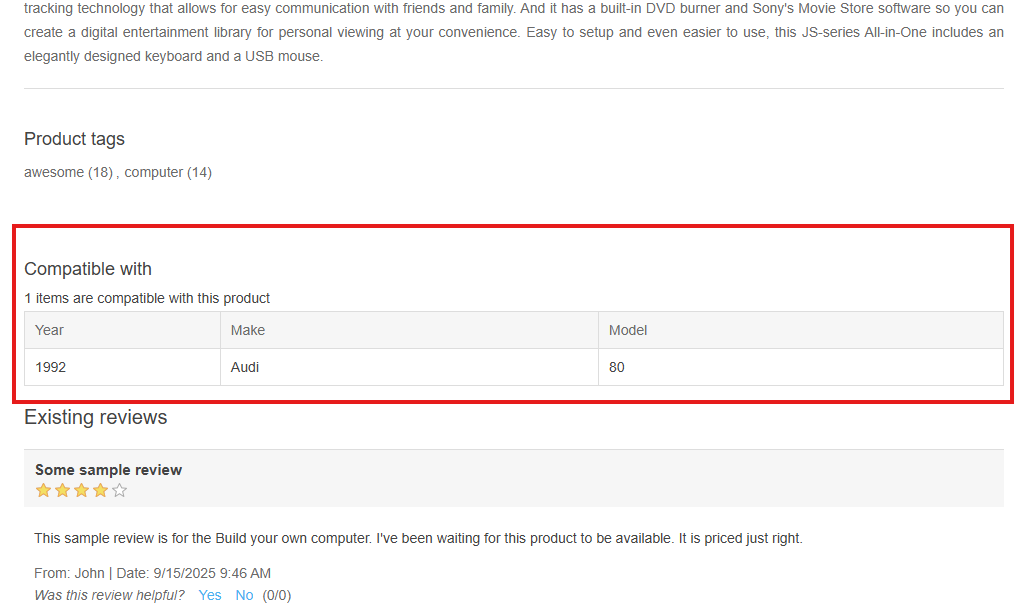 tracking technology that allows for easy communication with friends and family. And it has a built-in DVD burner and Sony's Movie Store software so you can
create a digital entertainment library for personal viewing at your convenience. Easy to setup and even easier to use, this JS-series All-in-One includes an
elegantly designed keyboard and a USB mouse.
Product tags
awesome (18) , computer (14)
Compatible with
1 items are compatible with this product
Year Make Model
1992 Audi 80
Existing reviews
Some sample review
This sample review is for the Build your own computer. I've been waiting for this product to be available. It is priced just right.
From: John | Date: 9/15/2025 9:46 AM
Was this review helpful? Yes No (0/0)